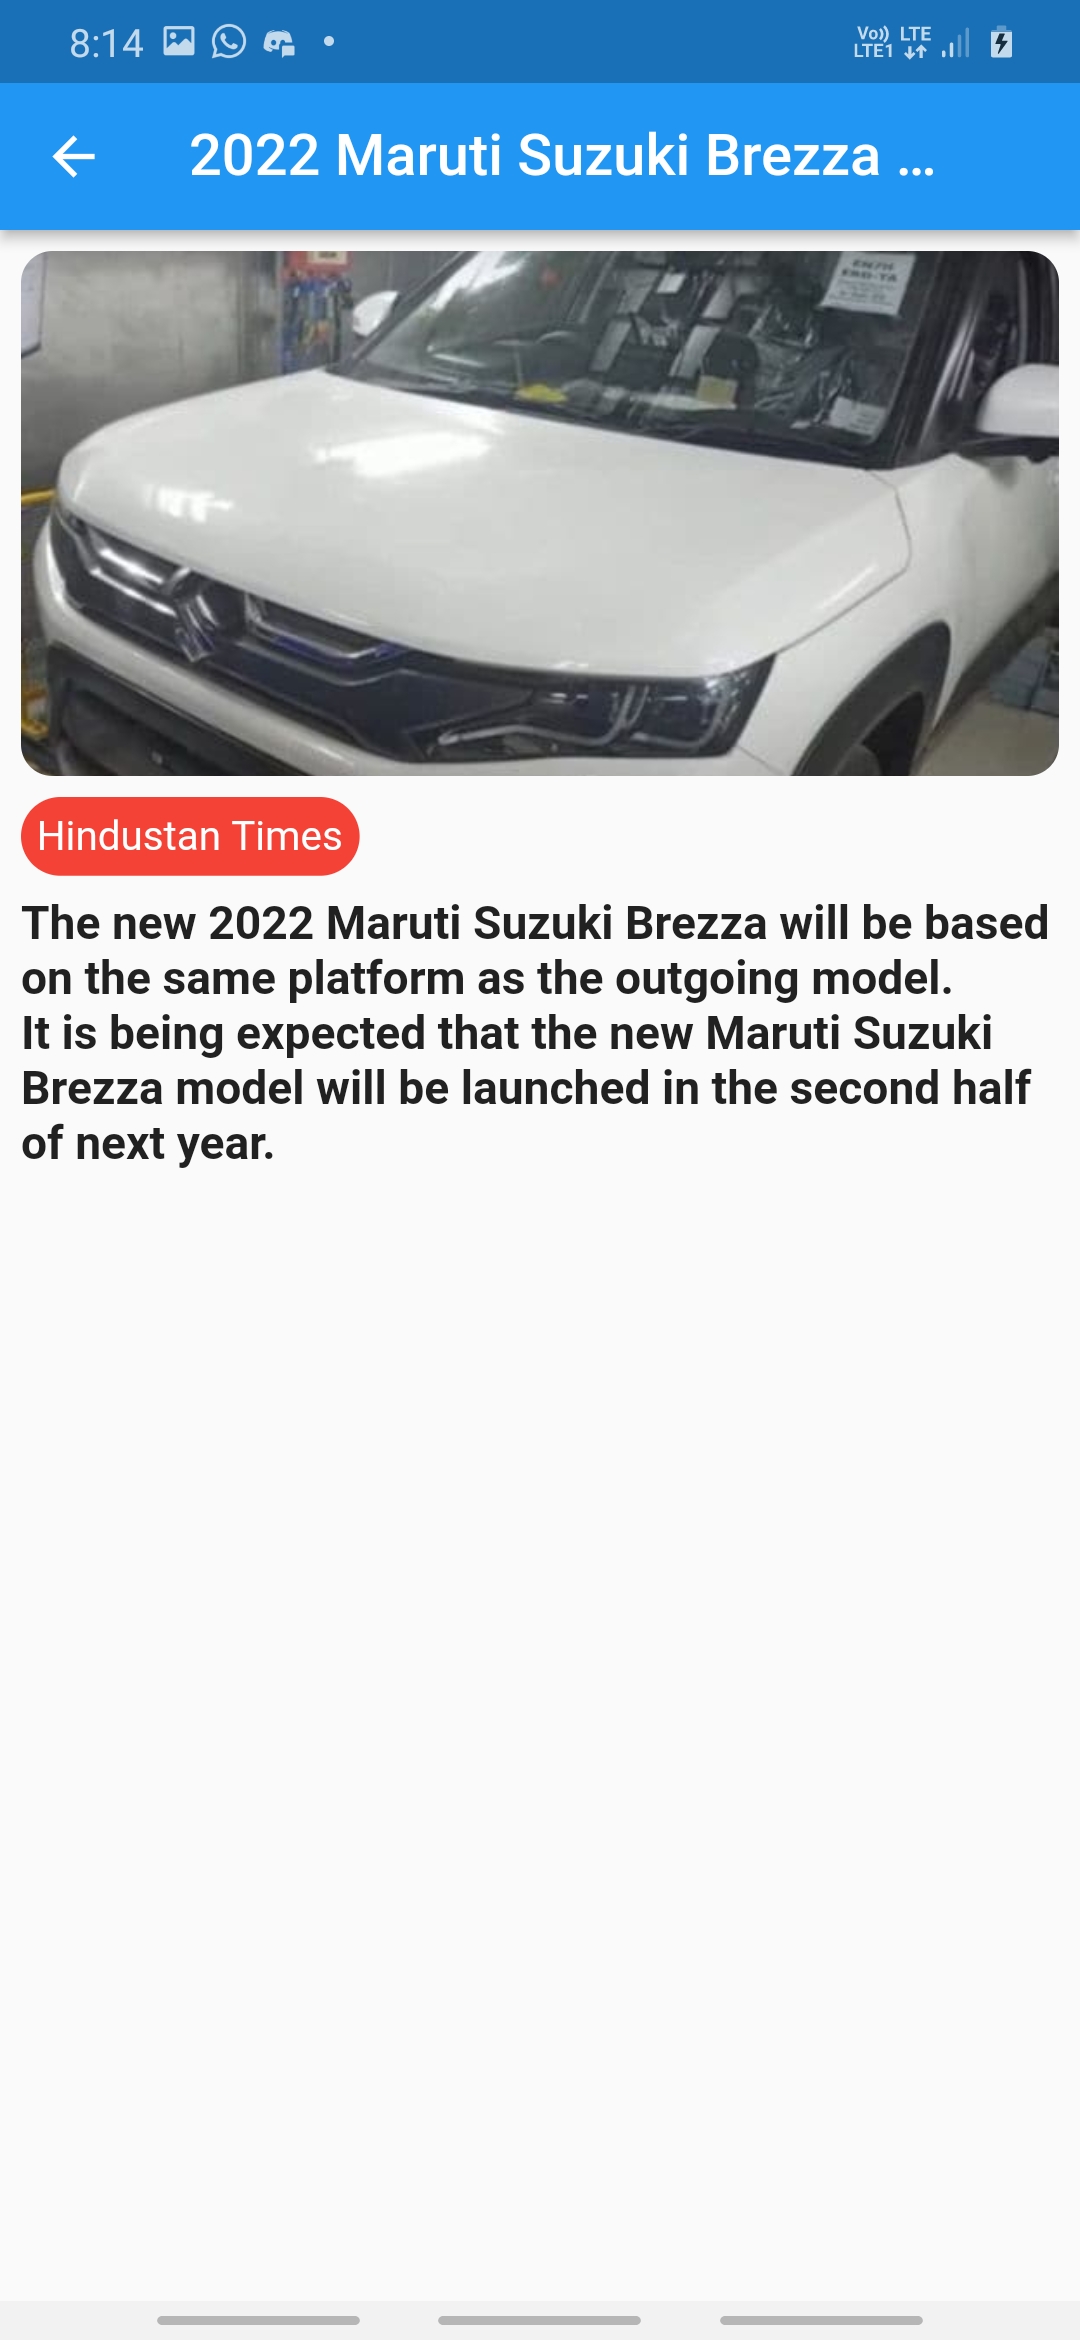 8:14
Vo)) LTE
LTE1
2022 Maruti Suzuki Brezza ...
Hindustan Times
The new 2022 Maruti Suzuki Brezza will be based
on the same platform as the outgoing model.
It is being expected that the new Maruti Suzuki
Brezza model will be launched in the second half
of next year.